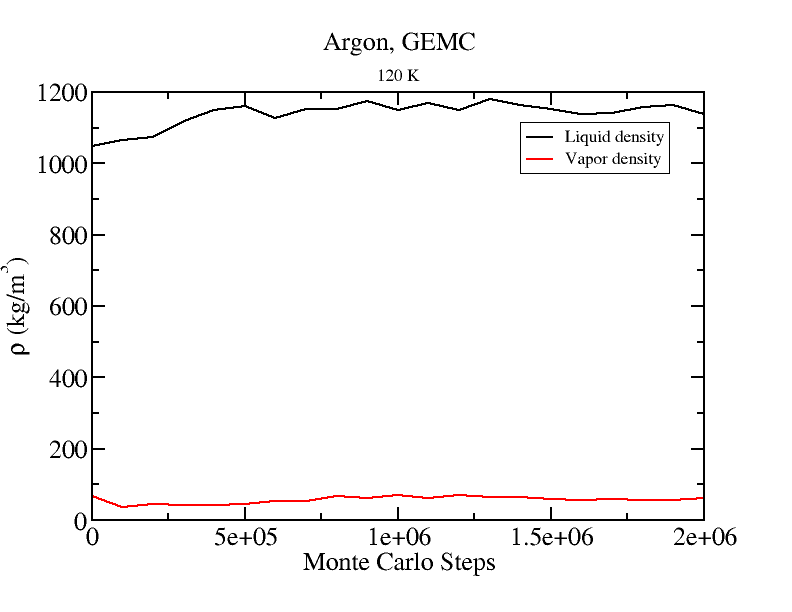 Argon, GEMC
120 K
1200
1000
800
600
400
200
0
ρ (kg/m³)
Liquid density
Vapor density
0 5e+05 1e+06 1.5e+06 2e+06
Monte Carlo Steps